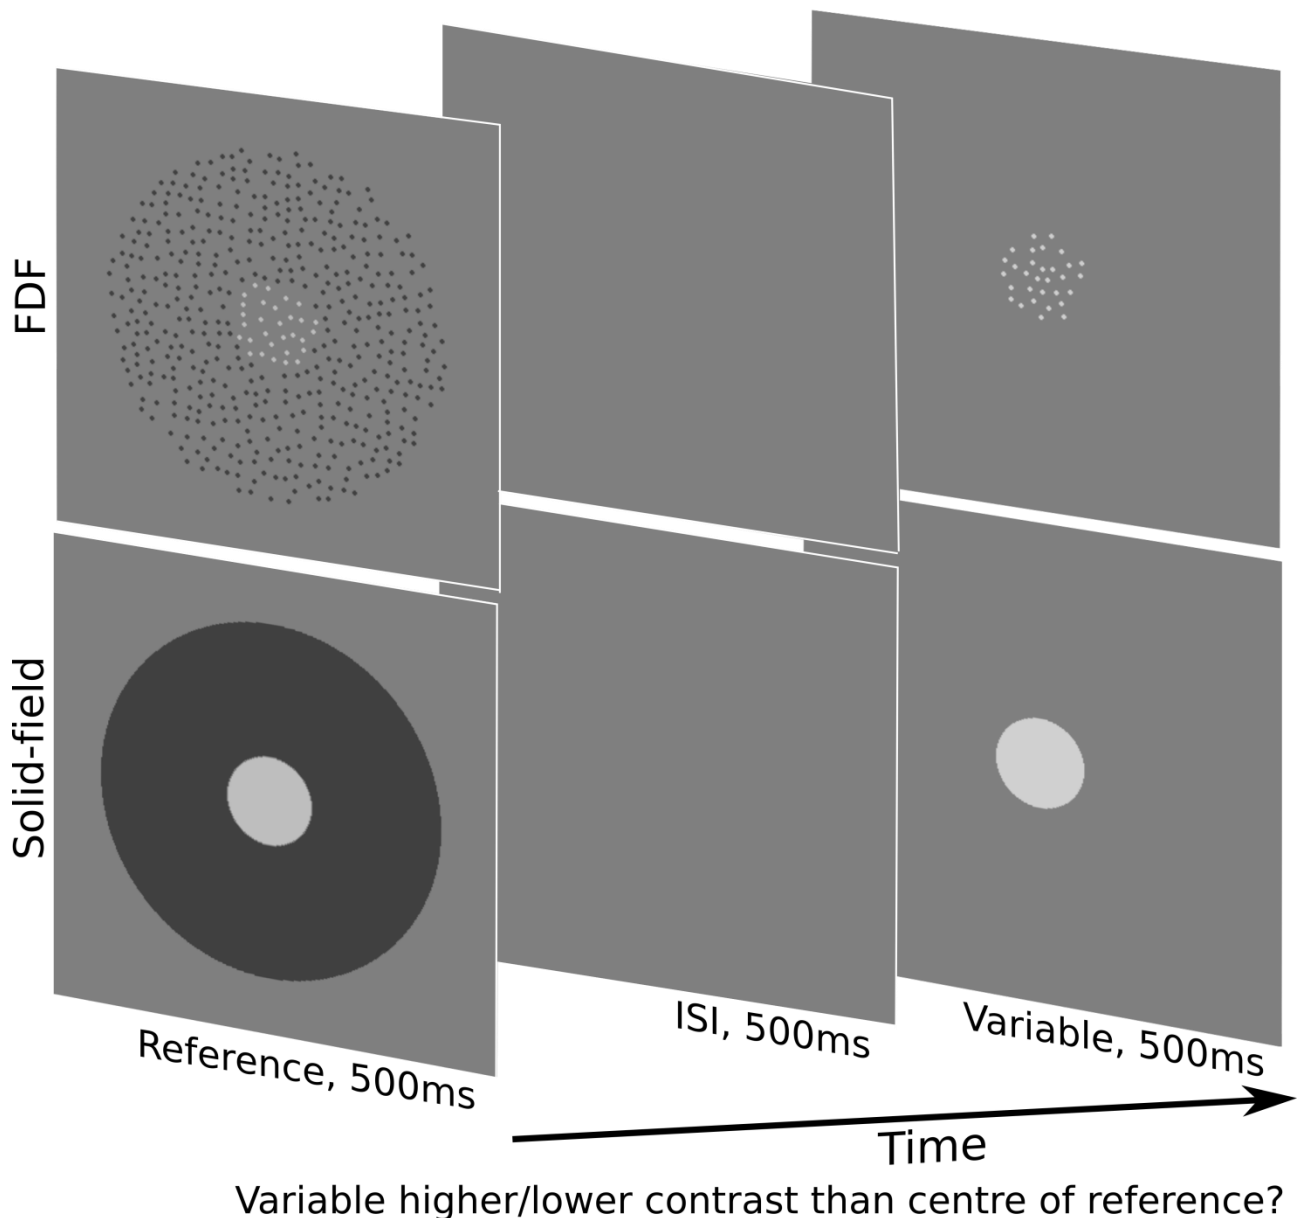 FDF
Solid-field
Reference, 500ms
ISI, 500ms
Variable, 500ms
Time
Variable higher/lower contrast than centre of reference?